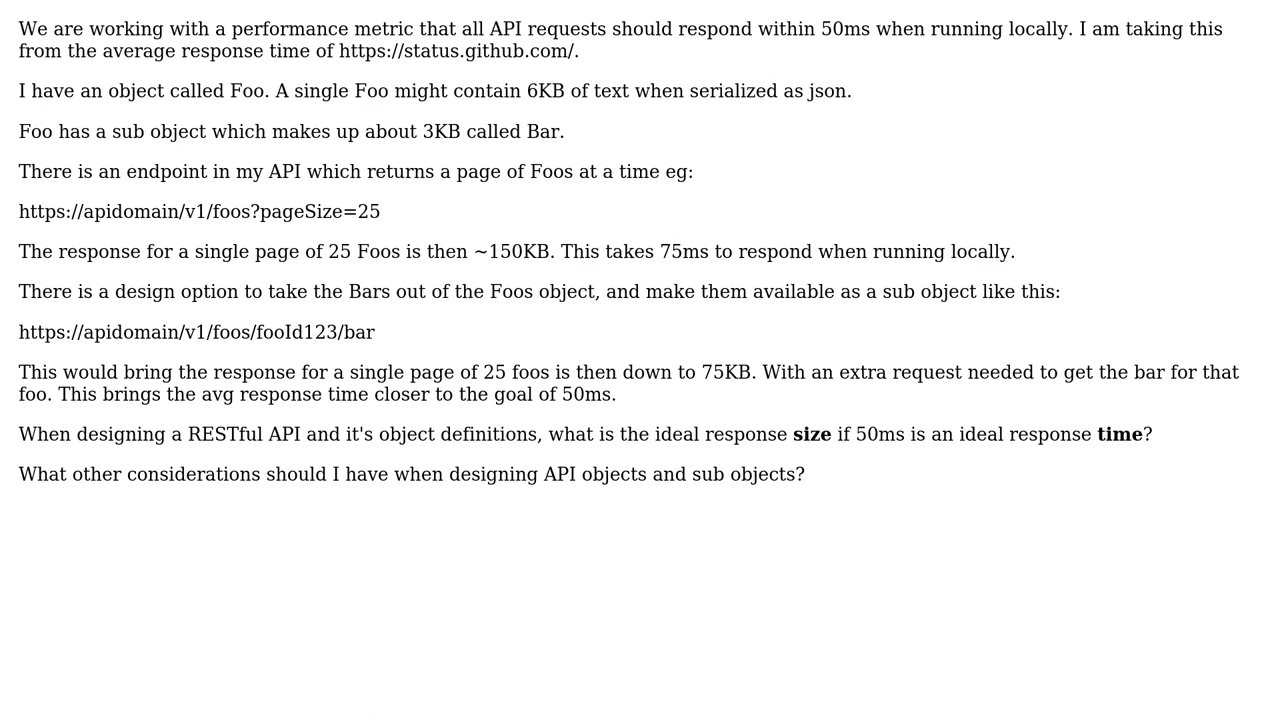 We are working with a performance metric that all API requests should respond within 50ms when running locally. I am taking this
from the average response time of https://status.github.com/.
I have an object called Foo. A single Foo might contain 6KB of text when serialized as json.
Foo has a sub object which makes up about 3KB called Bar.
There is an endpoint in my API which returns a page of Foos at a time eg:
https://apidomain/v1/foos?pageSize=25
The response for a single page of 25 Foos is then ~150KB. This takes 75ms to respond when running locally.
There is a design option to take the Bars out of the Foos object, and make them available as a sub object like this:
https://apidomain/v1/foos/fooId123/bar
This would bring the response for a single page of 25 foos is then down to 75KB. With an extra request needed to get the bar for that
foo. This brings the avg response time closer to the goal of 50ms.
When designing a RESTful API and it's object definitions, what is the ideal response size if 50ms is an ideal response time?
What other considerations should I have when designing API objects and sub objects?